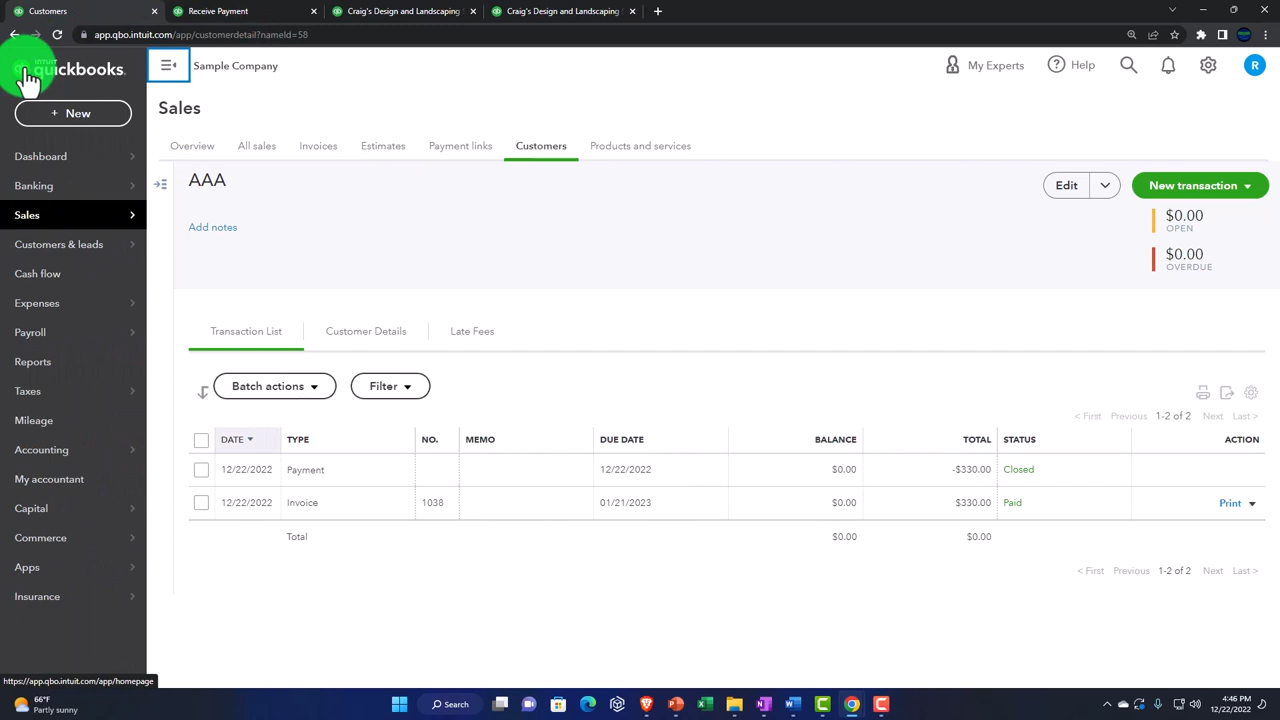 Customers
Recent
Craig's Design and Landscaping S
Craig's Design and Landscaping S
app.qbo.intuit.com/app/customerdetail?nameId=58
INTUIT
quickbooks.
Sample Company
My Experts
Help
R
+ New
Sales
Dashboard
Banking
Sales
Customers & leads
Cash flow
Expenses
Payroll
Reports
Taxes
Mileage
Accounting
My accountant
Capital
Commerce
Apps
Insurance
Overview All sales Invoices Estimates Payment links Customers Products and services
AAA
Edit
New transaction
Add notes
$0.00
OPEN
$0.00
OVERDUE
Transaction List Customer Details Late Fees
Batch actions Filter
< First Previous 1-2 of 2 Next Last >
DATE TYPE NO. MEMO DUE DATE BALANCE TOTAL STATUS ACTION
12/22/2022 Payment 12/22/2022 $0.00 -$330.00 Closed
12/22/2022 Invoice 1038 01/21/2023 $0.00 $330.00 Paid Print
Total $0.00 $0.00
< First Previous 1-2 of 2 Next Last >
https://app.qbo.intuit.com/app/homepage
66°F
Partly sunny
Search
4:46 PM
12/22/2022